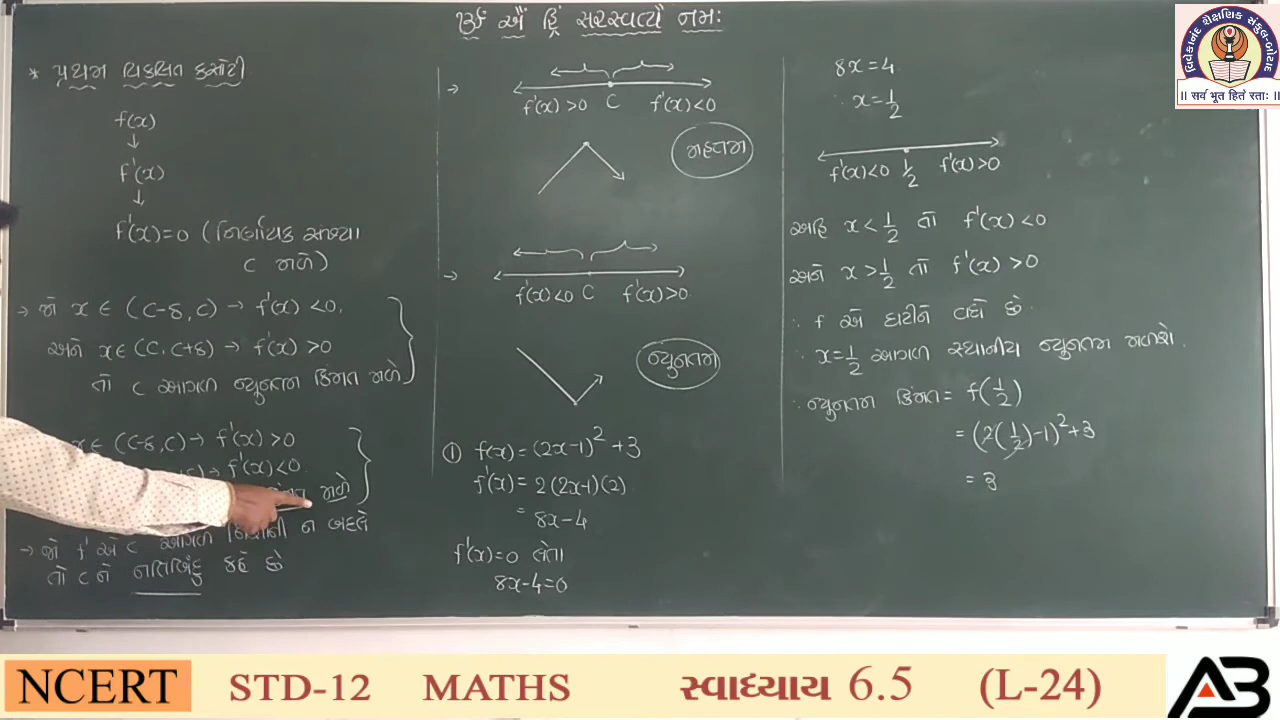 ૐ ઐં હ્રિં સરસ્વત્યૈ નમઃ
* પ્રથમ વિકલિત કસોટી
f(x)
↓
f'(x)
↓
f'(x)=0 (નિર્ણાયક સંખ્યા
C મળે)
→ જો x ∈ (C-δ, C) → f'(x) <0,
અને x∈ (C, C+δ) → f'(x) >0
તો C આગળ ન્યુનતમ કિંમત મળે
x∈ (C-δ, C) → f'(x) >0
→ f'(x) <0
મળે
→ જો f' એ C આગળ નિશાની ન બદલે
તો C ને નતિબિંદુ કહે છે
→
f'(x) >0 C f'(x) <0
મહત્તમ
→
f'(x) <0 C f'(x) >0
ન્યુનતમ
① f(x) = (2x-1)² +3
f'(x) = 2(2x-1)(2)
= 8x-4
f'(x)=0 લેતા
8x-4=0
8x=4
∴ x=1/2
f'(x) <0 1/2 f'(x) >0
અહિ x < 1/2 તો f'(x) <0
અને x > 1/2 તો f'(x) >0
∴ f એ ઘટીને વધે છે.
∴ x=1/2 આગળ સ્થાનીય ન્યુનતમ મળશે.
∴ ન્યુનતમ કિંમત = f(1/2)
= (2(1/2)-1)²+3
= 3
વિવેકાનંદ શૈક્ષણિક સંકુલ-બોટાદ
॥ सर्व भूत हिते रताः ॥
NCERT STD-12 MATHS સ્વાધ્યાય 6.5 (L-24)
AB